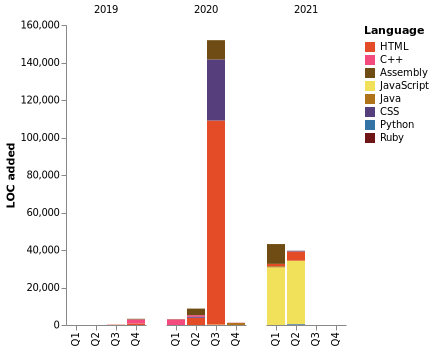 2019 2020 2021
Language
HTML
C++
Assembly
JavaScript
Java
CSS
Python
Ruby
LOC added
160,000
140,000
120,000
100,000
80,000
60,000
40,000
20,000
0
Q1 Q2 Q3 Q4 Q1 Q2 Q3 Q4 Q1 Q2 Q3 Q4